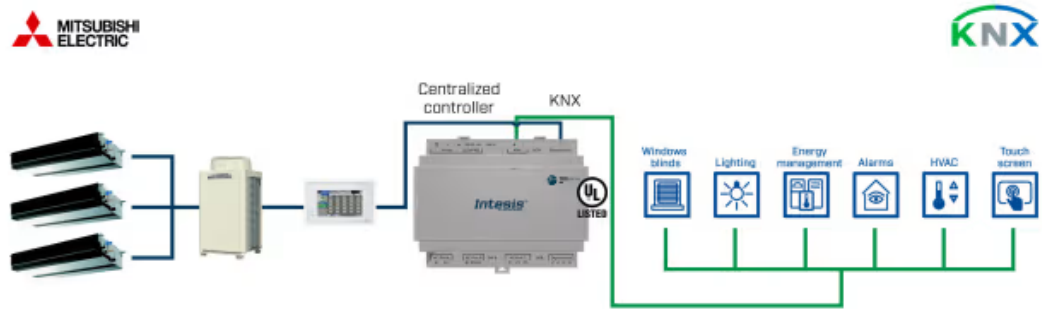 MITSUBISHI
ELECTRIC
KNX
Centralized
controller
KNX
Intesis
UL
LISTED
Windows
blinds
Lighting
Energy
management
Alarms
HVAC
Touch
screen